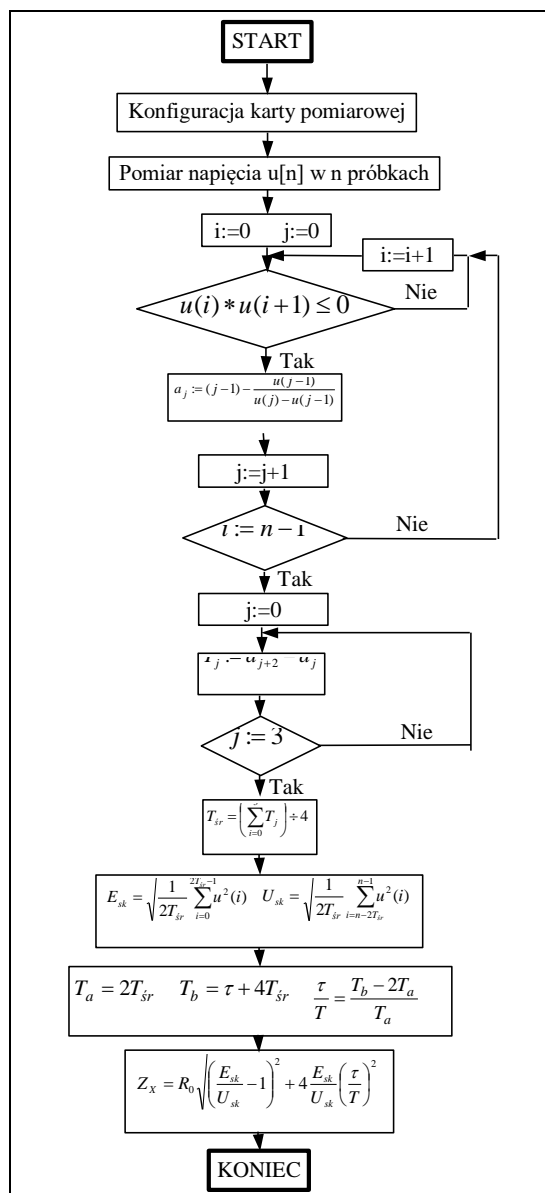 START
Konfiguracja karty pomiarowej
Pomiar napięcia u[n] w n próbkach
i:=0 j:=0
i:=i+1
u(i)*u(i+1) ≤ 0
Nie
Tak
a_j := (j−1) − u(j−1) / (u(j)−u(j−1))
j:=j+1
i := n−1
Nie
Tak
j:=0
j := 3
Nie
Tak
T_śr = (∑_{i=0} T_j) ÷ 4
E_sk = √(1/(2T_śr) ∑_{i=0}^{2T_śr−1} u²(i)) U_sk = √(1/(2T_śr) ∑_{i=n−2T_śr}^{n−1} u²(i))
T_a = 2T_śr T_b = τ + 4T_śr τ/T = (T_b − 2T_a)/T_a
Z_X = R_0 √((E_sk/U_sk − 1)² + 4 E_sk/U_sk (τ/T)²)
KONIEC